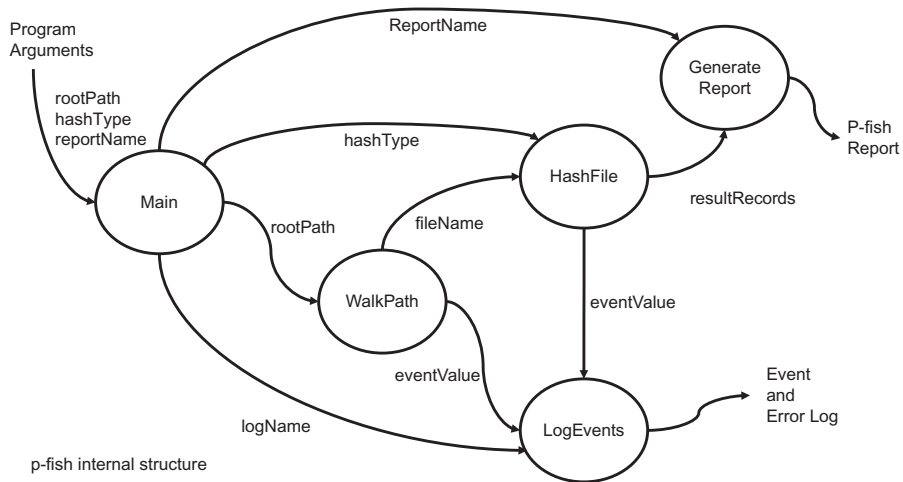 Program
Arguments
rootPath
hashType
reportName
ReportName
Generate
Report
P-fish
Report
hashType
HashFile
resultRecords
Main
rootPath
fileName
WalkPath
eventValue
eventValue
logName
LogEvents
Event
and
Error Log
p-fish internal structure